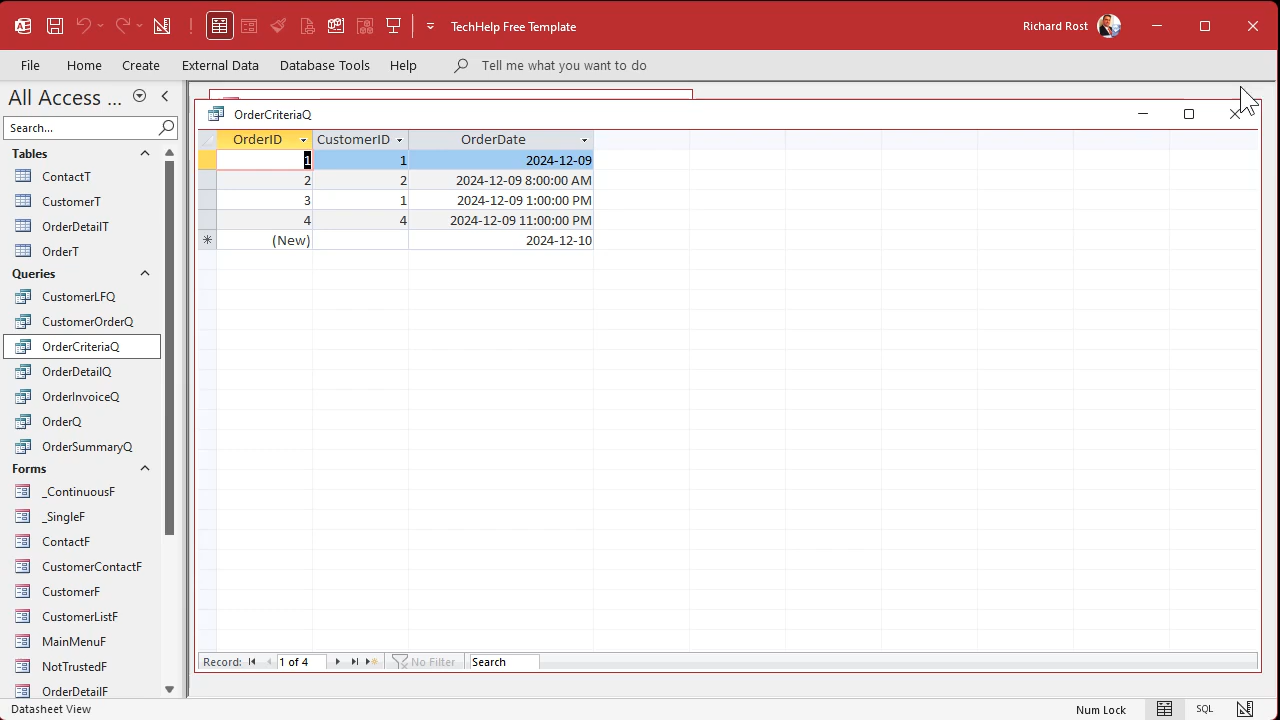 TechHelp Free Template
Richard Rost
File Home Create External Data Database Tools Help Tell me what you want to do
All Access ...
Search...
Tables
ContactT
CustomerT
OrderDetailT
OrderT
Queries
CustomerLFQ
CustomerOrderQ
OrderCriteriaQ
OrderDetailQ
OrderInvoiceQ
OrderQ
OrderSummaryQ
Forms
_ContinuousF
_SingleF
ContactF
CustomerContactF
CustomerF
CustomerListF
MainMenuF
NotTrustedF
OrderDetailF
OrderCriteriaQ
OrderID CustomerID OrderDate
1 1 2024-12-09
2 2 2024-12-09 8:00:00 AM
3 1 2024-12-09 1:00:00 PM
4 4 2024-12-09 11:00:00 PM
* (New) 2024-12-10
Record: 1 of 4 No Filter Search
Datasheet View Num Lock SQL